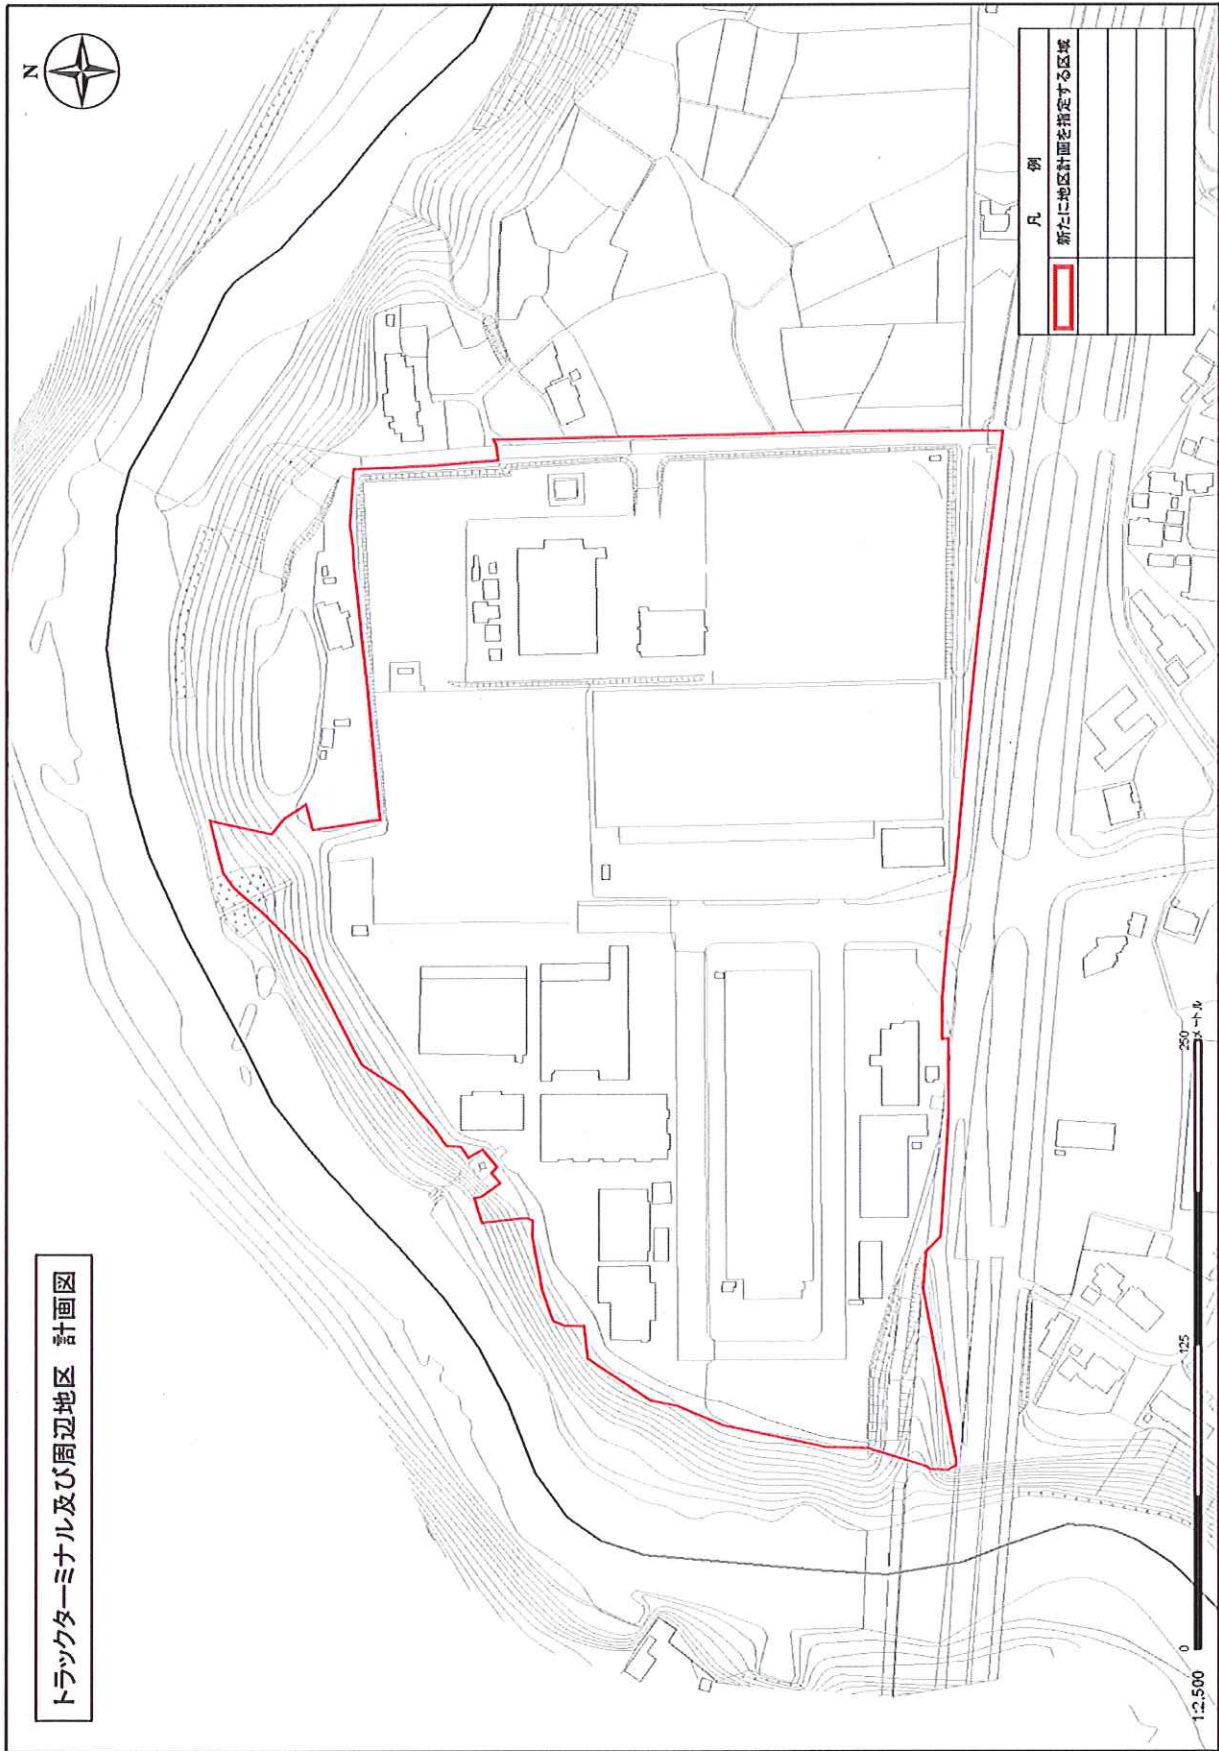 トラックターミナル及び周辺地区 計画図
N
凡 例
新たに地区計画を指定する区域
1:2,500
0 125 250
メートル